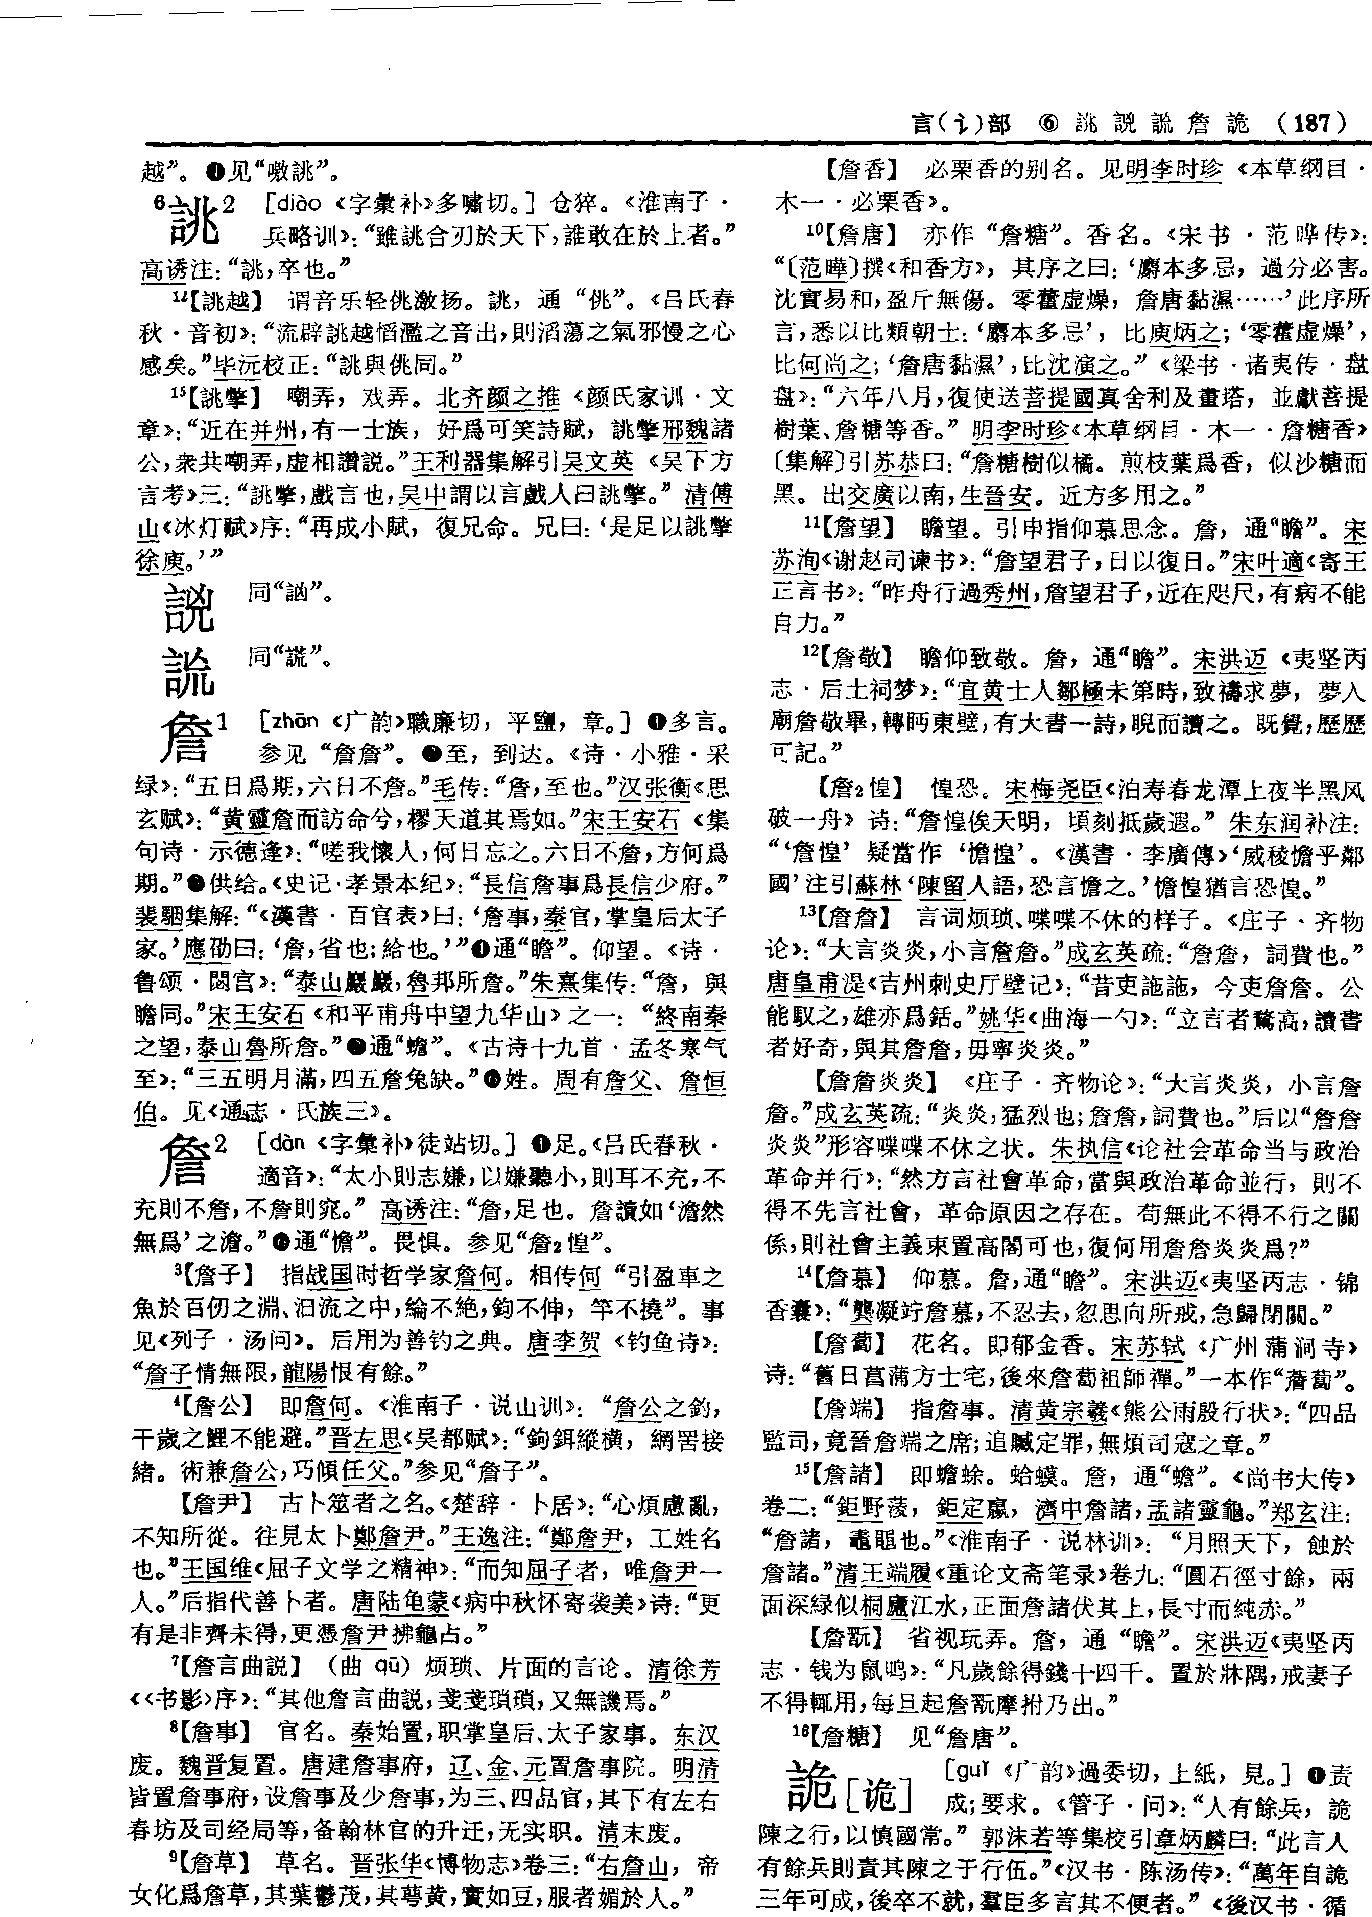 言(讠)部 ⑥ 誂 説 詤 詹 詭 (187)
越”。❹见“噭誂”。
⁶誂2 [diào《字彙补》多嘯切。] 仓猝。《淮南子·
兵略训》：“雖誂合刃於天下，誰敢在於上者。”
高诱注：“誂，卒也。”
¹²【誂越】 谓音乐轻佻激扬。誂，通“佻”。《吕氏春
秋·音初》：“流辟誂越慆濫之音出，則滔蕩之氣邪慢之心
感矣。”毕沅校正：“誂與佻同。”
¹⁵【誂擎】 嘲弄，戏弄。北齐颜之推《颜氏家训·文
章》：“近在并州，有一士族，好爲可笑詩賦，誂擎邢魏諸
公，衆共嘲弄，虚相讚説。”王利器集解引吴文英《吴下方
言考》三：“誂擎，戲言也，吴中謂以言戲人曰誂擎。”清傅
山《冰灯赋》序：“再成小賦，復兄命。兄曰：‘是足以誂擎
徐庾。’”
同“訩”。
同“謊”。
詹1 [zhān《广韵》職廉切，平鹽，章。] ❶多言。
参见“詹詹”。❷至，到达。《诗·小雅·采
绿》：“五日爲期，六日不詹。”毛传：“詹，至也。”汉张衡《思
玄赋》：“黄靈詹而訪命兮，樛天道其焉如。”宋王安石《集
句诗·示德逢》：“嗟我懷人，何日忘之。六日不詹，方何爲
期。”❸供给。《史记·孝景本纪》：“長信詹事爲長信少府。”
裴駰集解：“《漢書·百官表》曰：‘詹事，秦官，掌皇后太子
家。’應劭曰：‘詹，省也；給也。’”❹通“瞻”。仰望。《诗·
鲁颂·閟宫》：“泰山巖巖，魯邦所詹。”朱熹集传：“詹，與
瞻同。”宋王安石《和平甫舟中望九华山》之一：“終南秦
之望，泰山魯所詹。”❺通“蟾”。《古诗十九首·孟冬寒气
至》：“三五明月滿，四五詹兔缺。”❻姓。周有詹父、詹恒
伯。见《通志·氏族三》。
詹2 [dàn《字彙补》徒站切。] ❶足。《吕氏春秋·
適音》：“太小則志嫌，以嫌聽小，則耳不充，不
充則不詹，不詹則窕。”高诱注：“詹，足也。詹讀如‘澹然
無爲’之澹。”❷通“憺”。畏惧。参见“詹₂惶”。
³【詹子】 指战国时哲学家詹何。相传何“引盈車之
魚於百仞之淵、汩流之中，綸不絶，鉤不伸，竿不撓”。事
见《列子·汤问》。后用为善钓之典。唐李贺《钓鱼诗》：
“詹子情無限，龍陽恨有餘。”
⁴【詹公】 即詹何。《淮南子·说山训》：“詹公之釣，
千歲之鯉不能避。”晋左思《吴都赋》：“鉤鉺縱横，網罟接
緒。術兼詹公，巧傾任父。”参见“詹子”。
【詹尹】 古卜筮者之名。《楚辞·卜居》：“心煩慮亂，
不知所從。往見太卜鄭詹尹。”王逸注：“鄭詹尹，工姓名
也。”王国维《屈子文学之精神》：“而知屈子者，唯詹尹一
人。”后指代善卜者。唐陆龟蒙《病中秋怀寄袭美》诗：“更
有是非齊未得，更憑詹尹拂龜占。”
⁷【詹言曲説】 （曲 qū）烦琐、片面的言论。清徐芳
《〈书影〉序》：“其他詹言曲説，戔戔瑣瑣，又無譏焉。”
⁸【詹事】 官名。秦始置，职掌皇后、太子家事。东汉
废。魏晋复置。唐建詹事府，辽、金、元置詹事院。明清
皆置詹事府，设詹事及少詹事，为三、四品官，其下有左右
春坊及司经局等，备翰林官的升迁，无实职。清末废。
⁹【詹草】 草名。晋张华《博物志》卷三：“右詹山，帝
女化爲詹草，其葉鬱茂，其萼黄，實如豆，服者媚於人。”
【詹香】 必栗香的别名。见明李时珍《本草纲目·
木一·必栗香》。
¹⁰【詹唐】 亦作“詹糖”。香名。《宋书·范晔传》：
“〔范曄〕撰《和香方》，其序之曰：‘麝本多忌，過分必害。
沈實易和，盈斤無傷。零藿虚燥，詹唐黏濕……’此序所
言，悉以比類朝士：‘麝本多忌’，比庾炳之；‘零藿虚燥’，
比何尚之；‘詹唐黏濕’，比沈演之。”《梁书·诸夷传·盘
盘》：“六年八月，復使送菩提國真舍利及畫塔，並獻菩提
樹葉、詹糖等香。”明李时珍《本草纲目·木一·詹糖香》
〔集解〕引苏恭曰：“詹糖樹似橘。煎枝葉爲香，似沙糖而
黑。出交廣以南，生晉安。近方多用之。”
¹¹【詹望】 瞻望。引申指仰慕思念。詹，通“瞻”。宋
苏洵《谢赵司谏书》：“詹望君子，日以復日。”宋叶適《寄王
正言书》：“昨舟行過秀州，詹望君子，近在咫尺，有病不能
自力。”
¹²【詹敬】 瞻仰致敬。詹，通“瞻”。宋洪迈《夷坚丙
志·后土祠梦》：“宜黄士人鄒極未第時，致禱求夢，夢入
廟詹敬畢，轉眄東壁，有大書一詩，睨而讀之。既覺，歷歷
可記。”
【詹₂惶】 惶恐。宋梅尧臣《泊寿春龙潭上夜半黑风
破一舟》诗：“詹惶俟天明，頃刻抵歲遐。”朱东润补注：
“‘詹惶’疑當作‘憺惶’。《漢書·李廣傳》‘威稜憺乎鄰
國’注引蘇林‘陳留人語，恐言憺之。’憺惶猶言恐惶。”
¹³【詹詹】 言词烦琐、喋喋不休的样子。《庄子·齐物
论》：“大言炎炎，小言詹詹。”成玄英疏：“詹詹，詞費也。”
唐皇甫湜《吉州刺史厅壁记》：“昔吏詍詍，今吏詹詹。公
能馭之，雄亦爲銛。”姚华《曲海一勺》：“立言者騖高，讀書
者好奇，與其詹詹，毋寧炎炎。”
【詹詹炎炎】 《庄子·齐物论》：“大言炎炎，小言詹
詹。”成玄英疏：“炎炎，猛烈也；詹詹，詞費也。”后以“詹詹
炎炎”形容喋喋不休之状。朱执信《论社会革命当与政治
革命并行》：“然方言社會革命，當與政治革命並行，則不
得不先言社會，革命原因之存在。苟無此不得不行之關
係，則社會主義束置高閣可也，復何用詹詹炎炎爲？”
¹⁴【詹慕】 仰慕。詹，通“瞻”。宋洪迈《夷坚丙志·锦
香囊》：“龔凝竚詹慕，不忍去，忽思向所戒，急歸閉關。”
【詹蔔】 花名。即郁金香。宋苏轼《广州蒲涧寺》
诗：“舊日菖蒲方士宅，後來詹蔔祖師禪。”一本作“薝蔔”。
【詹端】 指詹事。清黄宗羲《熊公雨殷行状》：“四品
監司，竟晉詹端之席；追贓定罪，無煩司寇之章。”
¹⁵【詹諸】 即蟾蜍。蛤蟆。詹，通“蟾”。《尚书大传》
卷二：“鉅野蔆，鉅定蠃，濟中詹諸，孟諸靈龜。”郑玄注：
“詹諸，鼁䵷也。”《淮南子·说林训》：“月照天下，蝕於
詹諸。”清王端履《重论文斋笔录》卷九：“圓石徑寸餘，兩
面深緑似桐廬江水，正面詹諸伏其上，長寸而純赤。”
【詹翫】 省视玩弄。詹，通“瞻”。宋洪迈《夷坚丙
志·钱为鼠鸣》：“凡歲餘得錢十四千。置於牀隅，戒妻子
不得輒用，每旦起詹翫摩拊乃出。”
¹⁶【詹糖】 见“詹唐”。
詭[诡] [guǐ《广韵》過委切，上紙，見。] ❶责
成；要求。《管子·问》：“人有餘兵，詭
陳之行，以慎國常。”郭沫若等集校引章炳麟曰：“此言人
有餘兵則責其陳之于行伍。”《汉书·陈汤传》：“萬年自詭
三年可成，後卒不就，羣臣多言其不便者。”《後汉书·循